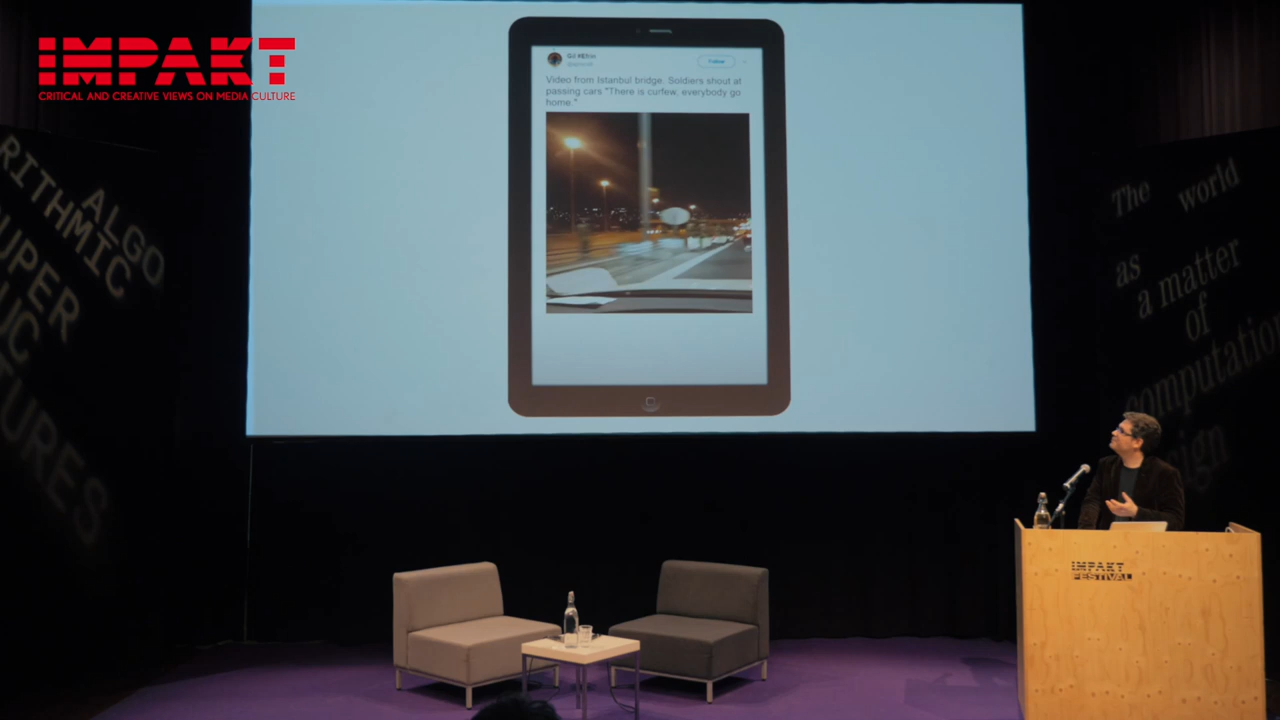 IMPAKT
CRITICAL AND CREATIVE VIEWS ON MEDIA CULTURE
Follow
Video from Istanbul bridge. Soldiers shout at
passing cars "There is curfew, everybody go
home."
ALGO
RITHMIC
SUPER
The world
as
a matter
of
computation
IMPAKT
FESTIVAL